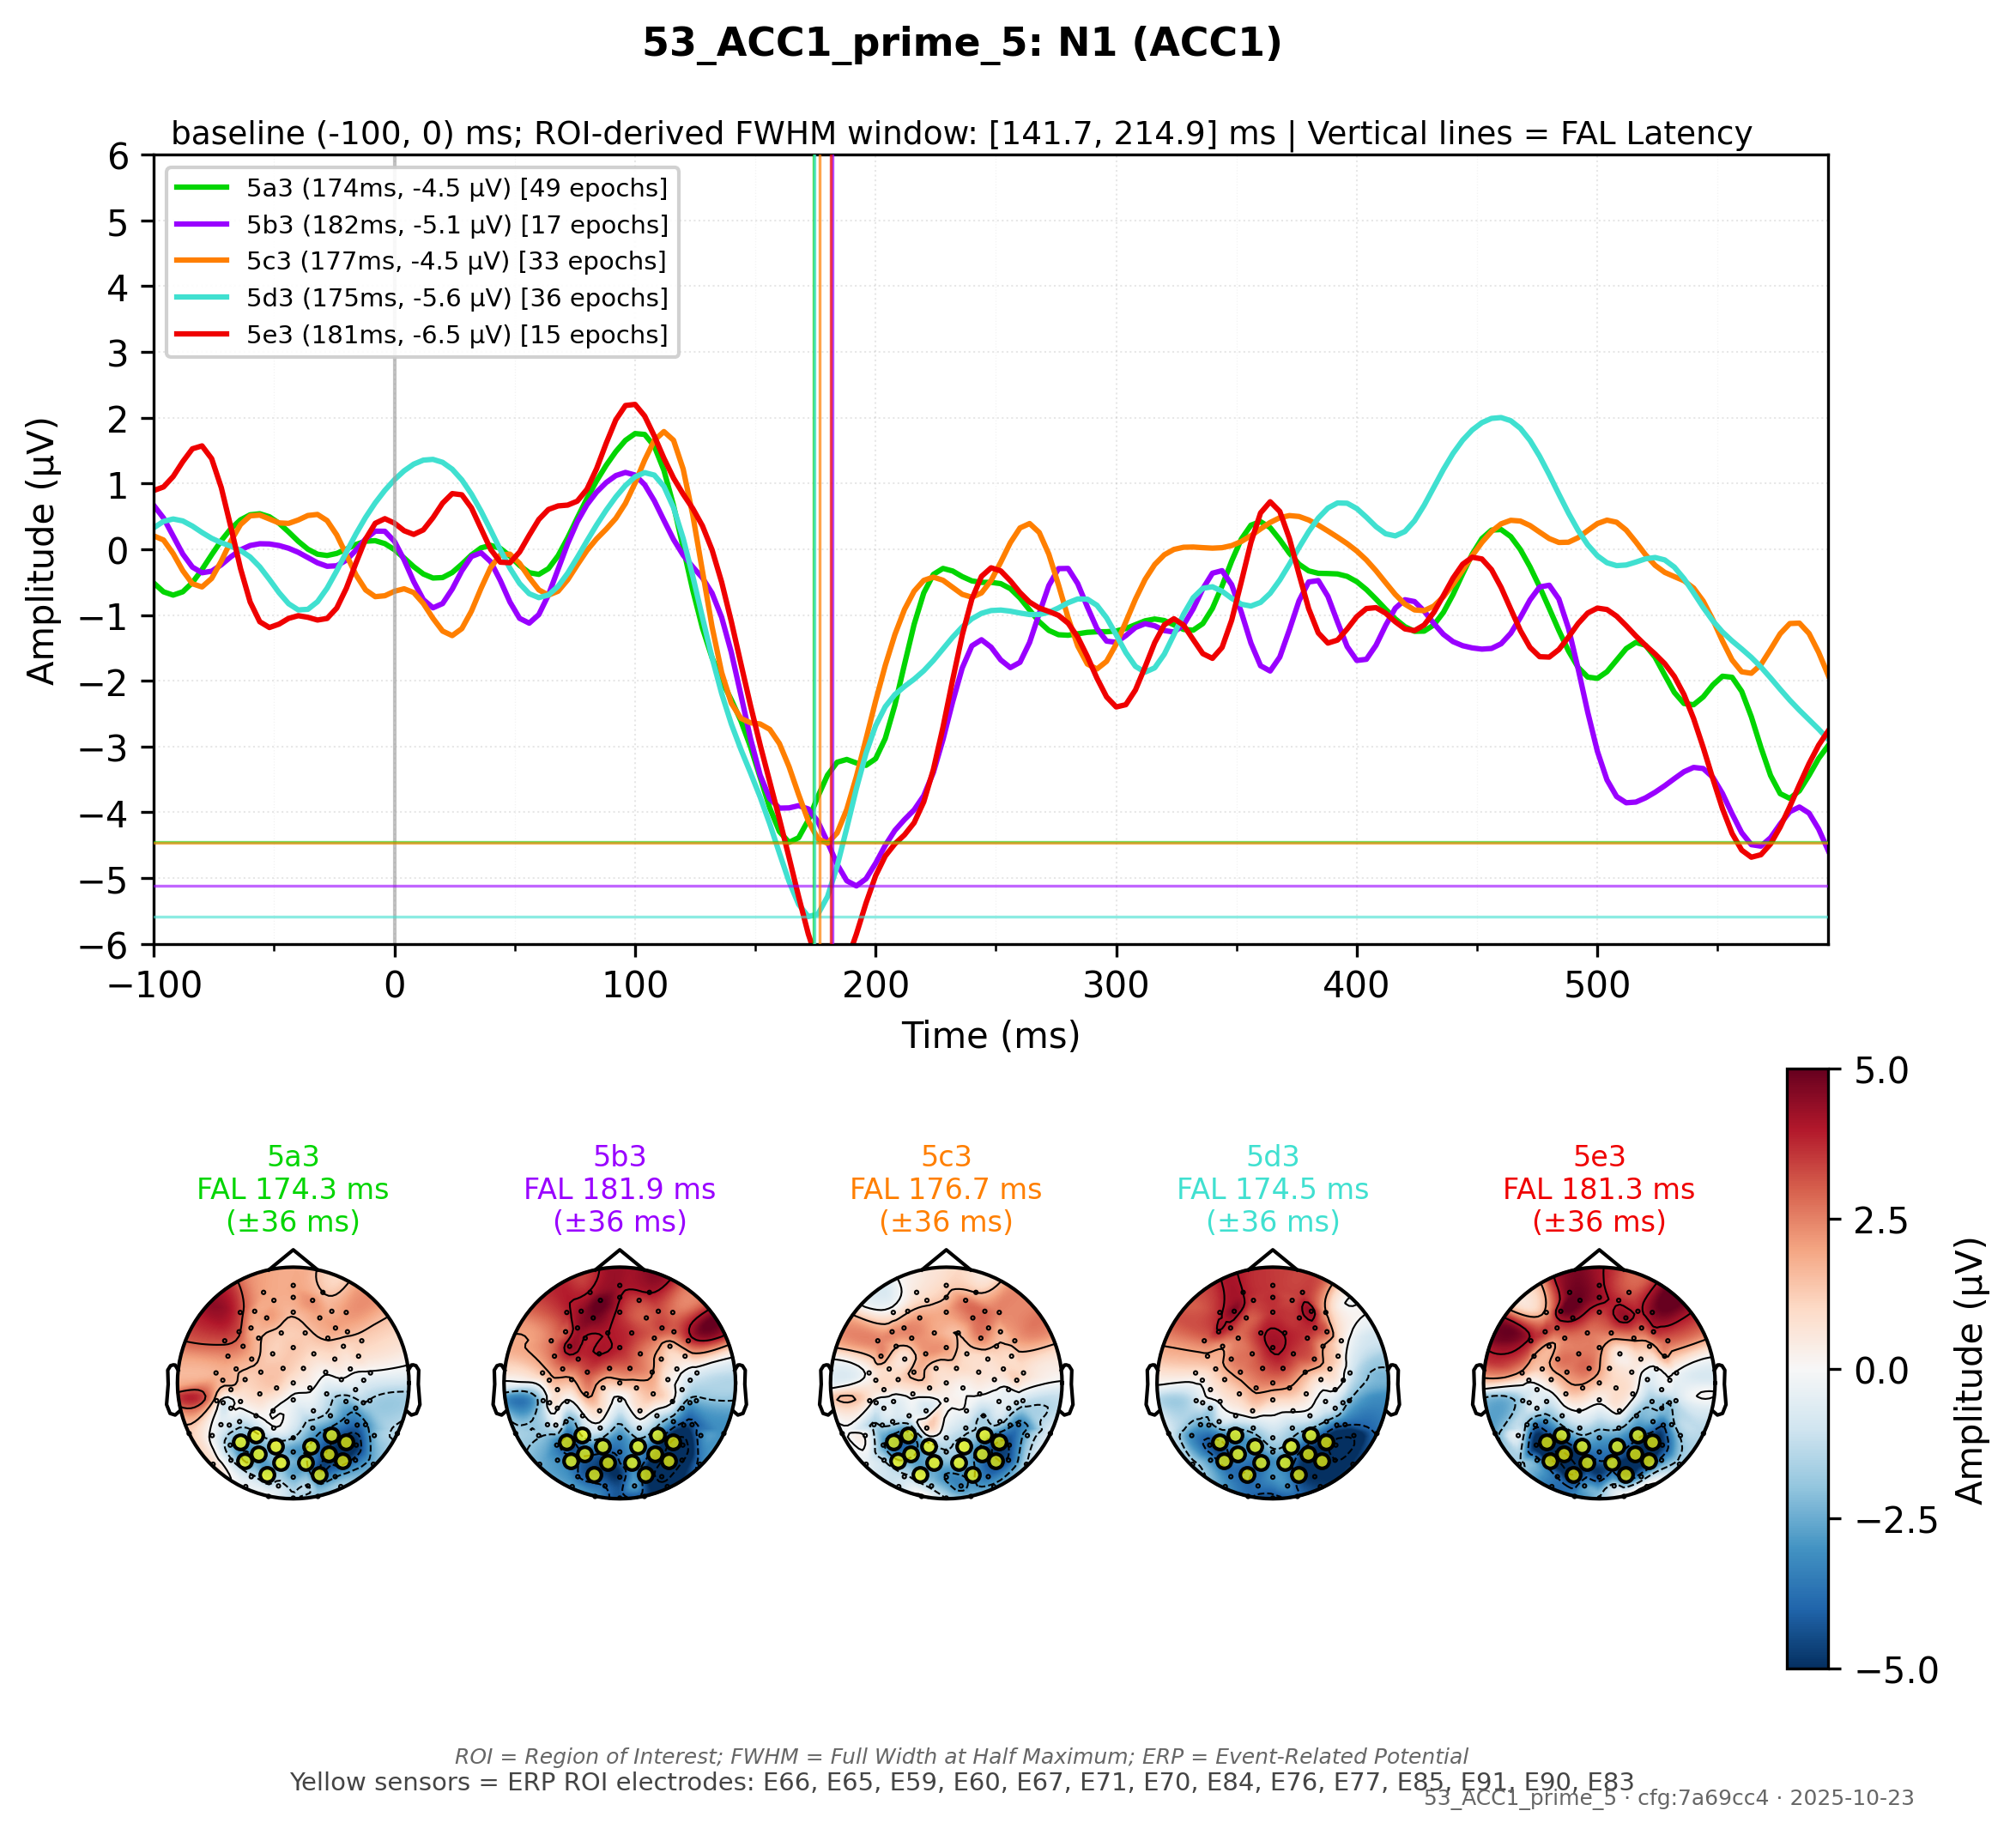 53_ACC1_prime_5: N1 (ACC1)
baseline (-100, 0) ms; ROI-derived FWHM window: [141.7, 214.9] ms | Vertical lines = FAL Latency
5a3 (174ms, -4.5 µV) [49 epochs]
5b3 (182ms, -5.1 µV) [17 epochs]
5c3 (177ms, -4.5 µV) [33 epochs]
5d3 (175ms, -5.6 µV) [36 epochs]
5e3 (181ms, -6.5 µV) [15 epochs]
Amplitude (µV)
6
5
4
3
2
1
0
−1
−2
−3
−4
−5
−6
−100 0 100 200 300 400 500
Time (ms)
5a3 5b3 5c3 5d3 5e3
FAL 174.3 ms FAL 181.9 ms FAL 176.7 ms FAL 174.5 ms FAL 181.3 ms
(±36 ms) (±36 ms) (±36 ms) (±36 ms) (±36 ms)
5.0
2.5
0.0
−2.5
−5.0
Amplitude (µV)
ROI = Region of Interest; FWHM = Full Width at Half Maximum; ERP = Event-Related Potential
Yellow sensors = ERP ROI electrodes: E66, E65, E59, E60, E67, E71, E70, E84, E76, E77, E85, E91, E90, E83
53_ACC1_prime_5 · cfg:7a69cc4 · 2025-10-23